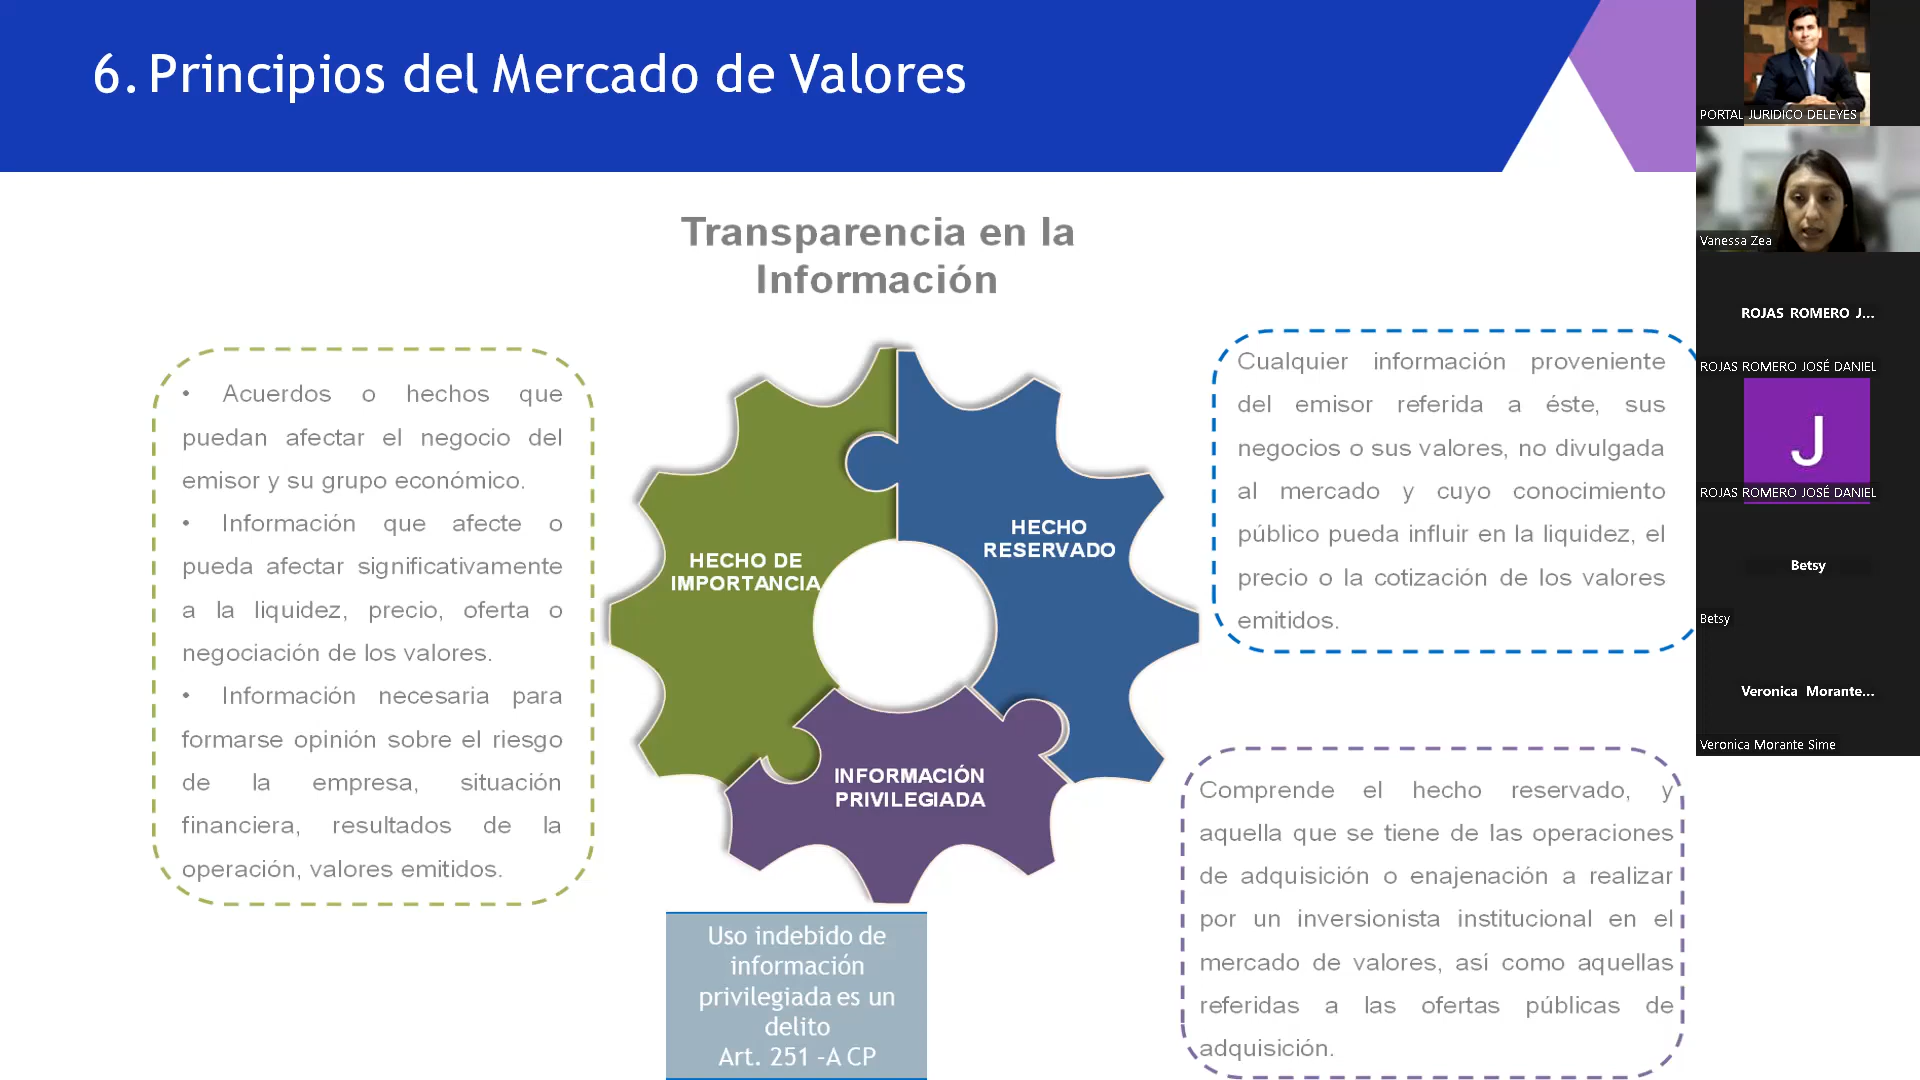 6. Principios del Mercado de Valores
Transparencia en la
Información
• Acuerdos o hechos que
puedan afectar el negocio del
emisor y su grupo económico.
• Información que afecte o
pueda afectar significativamente
a la liquidez, precio, oferta o
negociación de los valores.
• Información necesaria para
formarse opinión sobre el riesgo
de la empresa, situación
financiera, resultados de la
operación, valores emitidos.
HECHO DE
IMPORTANCIA
HECHO
RESERVADO
INFORMACIÓN
PRIVILEGIADA
Uso indebido de
información
privilegiada es un
delito
Art. 251 -A CP
Cualquier información proveniente
del emisor referida a éste, sus
negocios o sus valores, no divulgada
al mercado y cuyo conocimiento
público pueda influir en la liquidez, el
precio o la cotización de los valores
emitidos.
Comprende el hecho reservado, y
aquella que se tiene de las operaciones
de adquisición o enajenación a realizar
por un inversionista institucional en el
mercado de valores, así como aquellas
referidas a las ofertas públicas de
adquisición.
PORTAL JURIDICO DELEYES
Vanessa Zea
ROJAS ROMERO J...
ROJAS ROMERO JOSÉ DANIEL
J
ROJAS ROMERO JOSÉ DANIEL
Betsy
Betsy
Veronica Morante...
Veronica Morante Sime